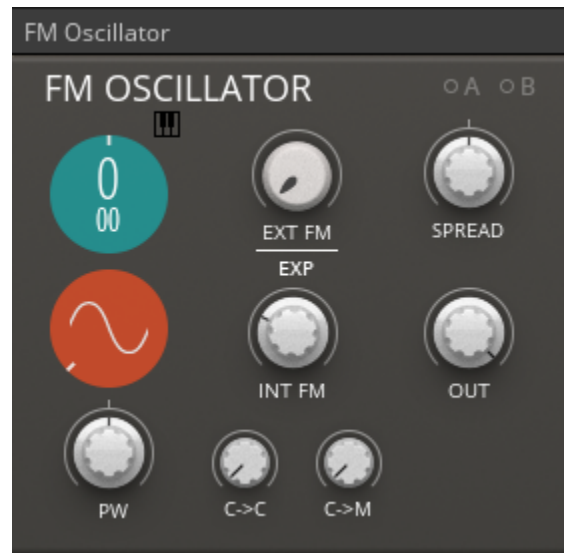 FM Oscillator
FM OSCILLATOR
A B
0
00
EXT FM
SPREAD
EXP
INT FM
OUT
PW
C->C
C->M